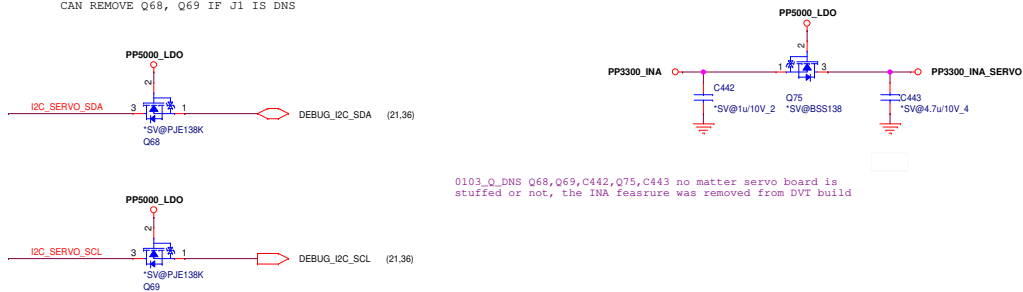 CAN REMOVE Q68, Q69 IF J1 IS DNS
PP5000_LDO
2
I2C_SERVO_SDA
3
1
DEBUG_I2C_SDA (21,36)
*SV@PJE138K
Q68
PP5000_LDO
2
I2C_SERVO_SCL
3
1
DEBUG_I2C_SCL (21,36)
*SV@PJE138K
Q69
PP5000_LDO
2
PP3300_INA
1
3
PP3300_INA_SERVO
C442
*SV@1u/10V_2
Q75
*SV@BSS138
C443
*SV@4.7u/10V_4
0103_Q_DNS Q68,Q69,C442,Q75,C443 no matter servo board is
stuffed or not, the INA feasrure was removed from DVT build